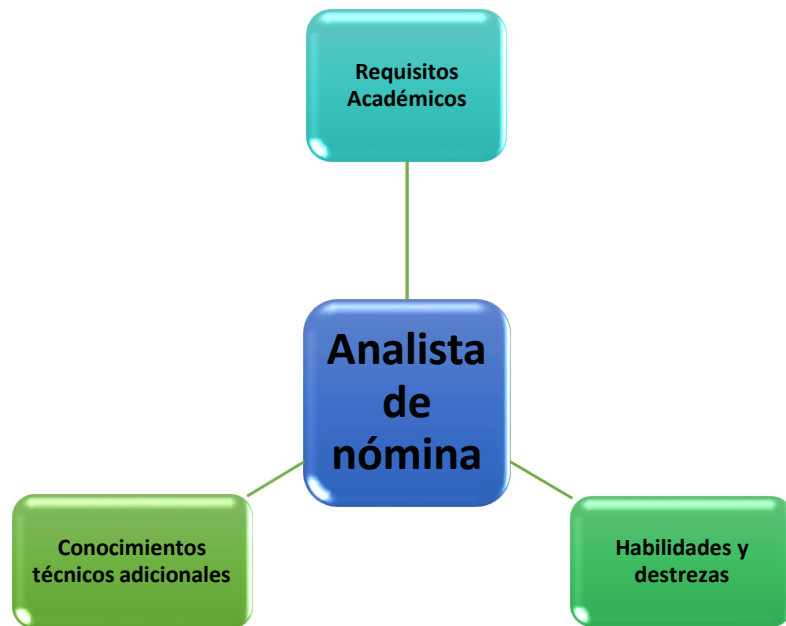 Requisitos
Académicos
Analista
de
nómina
Conocimientos
técnicos adicionales
Habilidades y
destrezas